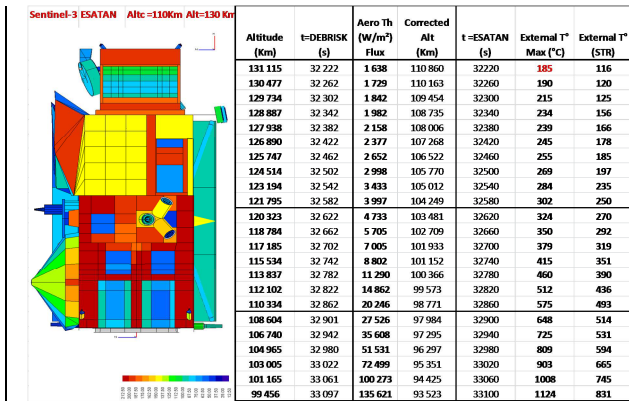 Sentinel-3 ESATAN Altc =110Km Alt=130 Km
Altitude (Km) t=DEBRISK (s) Aero Th (W/m²) Flux Corrected Alt (Km) t =ESATAN (s) External T° Max (°C) External T° (STR)
131 115 32 222 1 638 110 860 32220 185 116
130 477 32 262 1 729 110 163 32260 190 120
129 734 32 302 1 842 109 454 32300 215 125
128 887 32 342 1 982 108 735 32340 234 156
127 938 32 382 2 158 108 006 32380 239 166
126 890 32 422 2 377 107 268 32420 245 178
125 747 32 462 2 652 106 522 32460 255 185
124 514 32 502 2 998 105 770 32500 269 197
123 194 32 542 3 433 105 012 32540 284 235
121 795 32 582 3 997 104 249 32580 302 250
120 323 32 622 4 733 103 481 32620 324 270
118 784 32 662 5 705 102 709 32660 350 292
117 185 32 702 7 005 101 933 32700 379 319
115 534 32 742 8 802 101 152 32740 415 351
113 837 32 782 11 290 100 366 32780 460 390
112 102 32 822 14 862 99 573 32820 512 436
110 334 32 862 20 246 98 771 32860 575 493
108 604 32 901 27 526 97 984 32900 648 514
106 740 32 942 35 608 97 295 32940 725 531
104 965 32 980 51 531 96 297 32980 809 594
103 005 33 022 72 499 95 351 33020 903 665
101 165 33 061 100 273 94 425 33060 1008 745
99 456 33 097 135 621 93 523 33100 1124 831